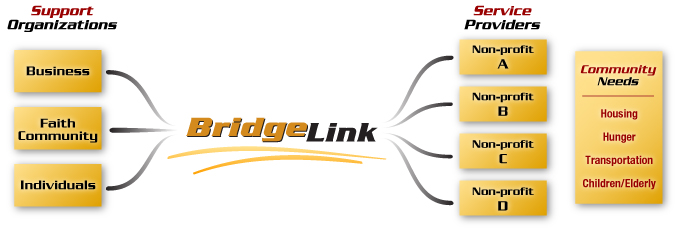 Support
Organizations
Business
Faith
Community
Individuals
BridgeLink
Service
Providers
Non-profit
A
Non-profit
B
Non-profit
C
Non-profit
D
Community
Needs
Housing
Hunger
Transportation
Children/Elderly